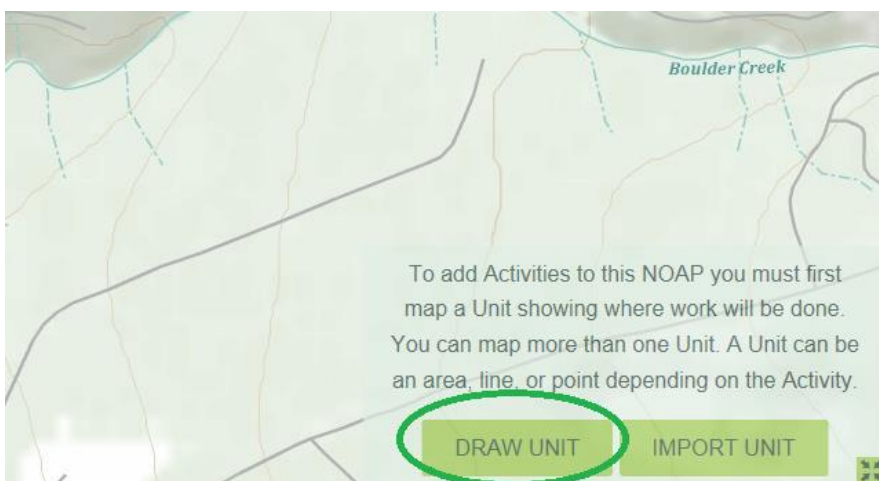 Boulder Creek
To add Activities to this NOAP you must first
map a Unit showing where work will be done.
You can map more than one Unit. A Unit can be
an area, line, or point depending on the Activity.
DRAW UNIT
IMPORT UNIT